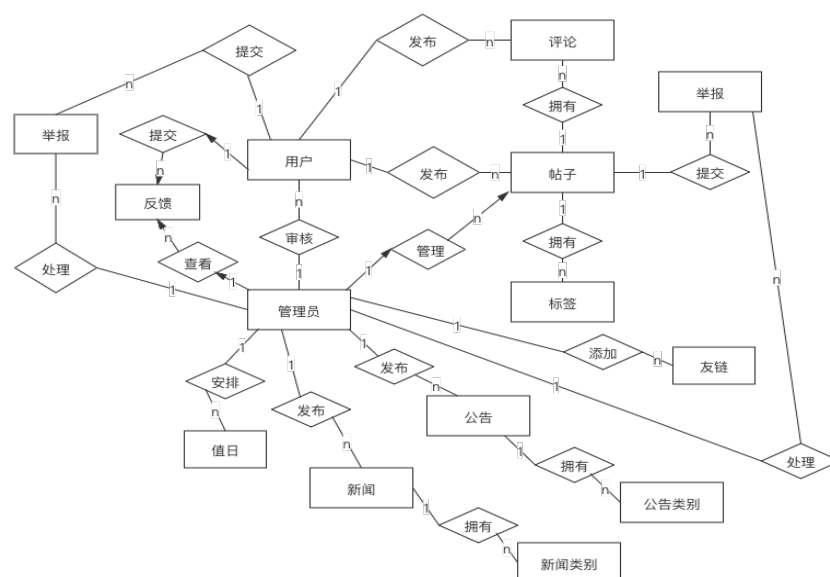 提交
n
1
发布
1
n
评论
n
举报
举报
提交
1
n
用户
1
发布
n
拥有
1
帖子
1
n
提交
反馈
n
n
审核
1
管理
1
n
1
拥有
n
标签
处理
1
查看
n
1
管理员
1
添加
n
友链
1
安排
n
值日
1
发布
n
新闻
1
发布
n
公告
1
拥有
n
公告类别
1
拥有
n
新闻类别
1
n
处理